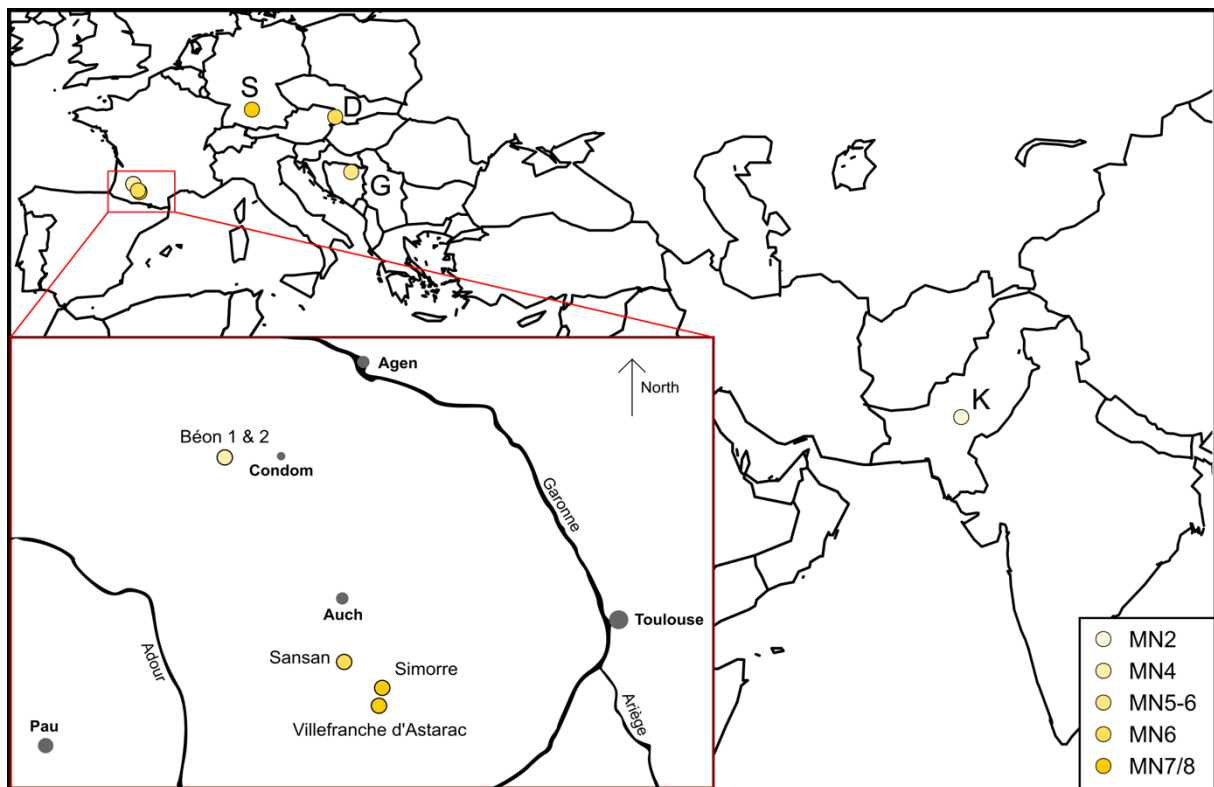 S
D
G
K
Agen
North
Béon 1 & 2
Condom
Garonne
Auch
Toulouse
Sansan
Simorre
Adour
Villefranche d'Astarac
Ariège
Pau
MN2
MN4
MN5-6
MN6
MN7/8